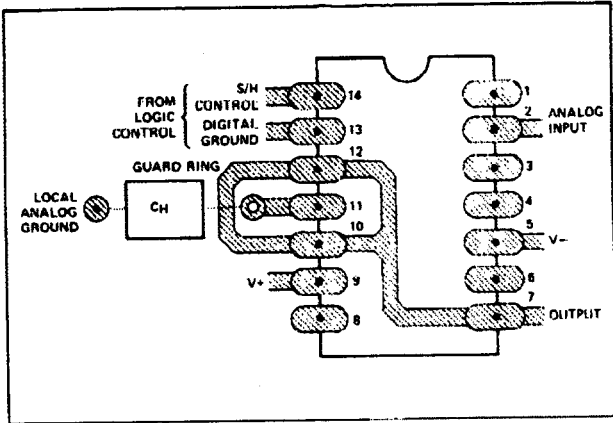 FROM
LOGIC
CONTROL
S/H
CONTROL
DIGITAL
GROUND
GUARD RING
LOCAL
ANALOG
GROUND
CH
V+
14
13
12
11
10
9
8
1
2
3
4
5
6
7
ANALOG
INPUT
V−
OUTPUT